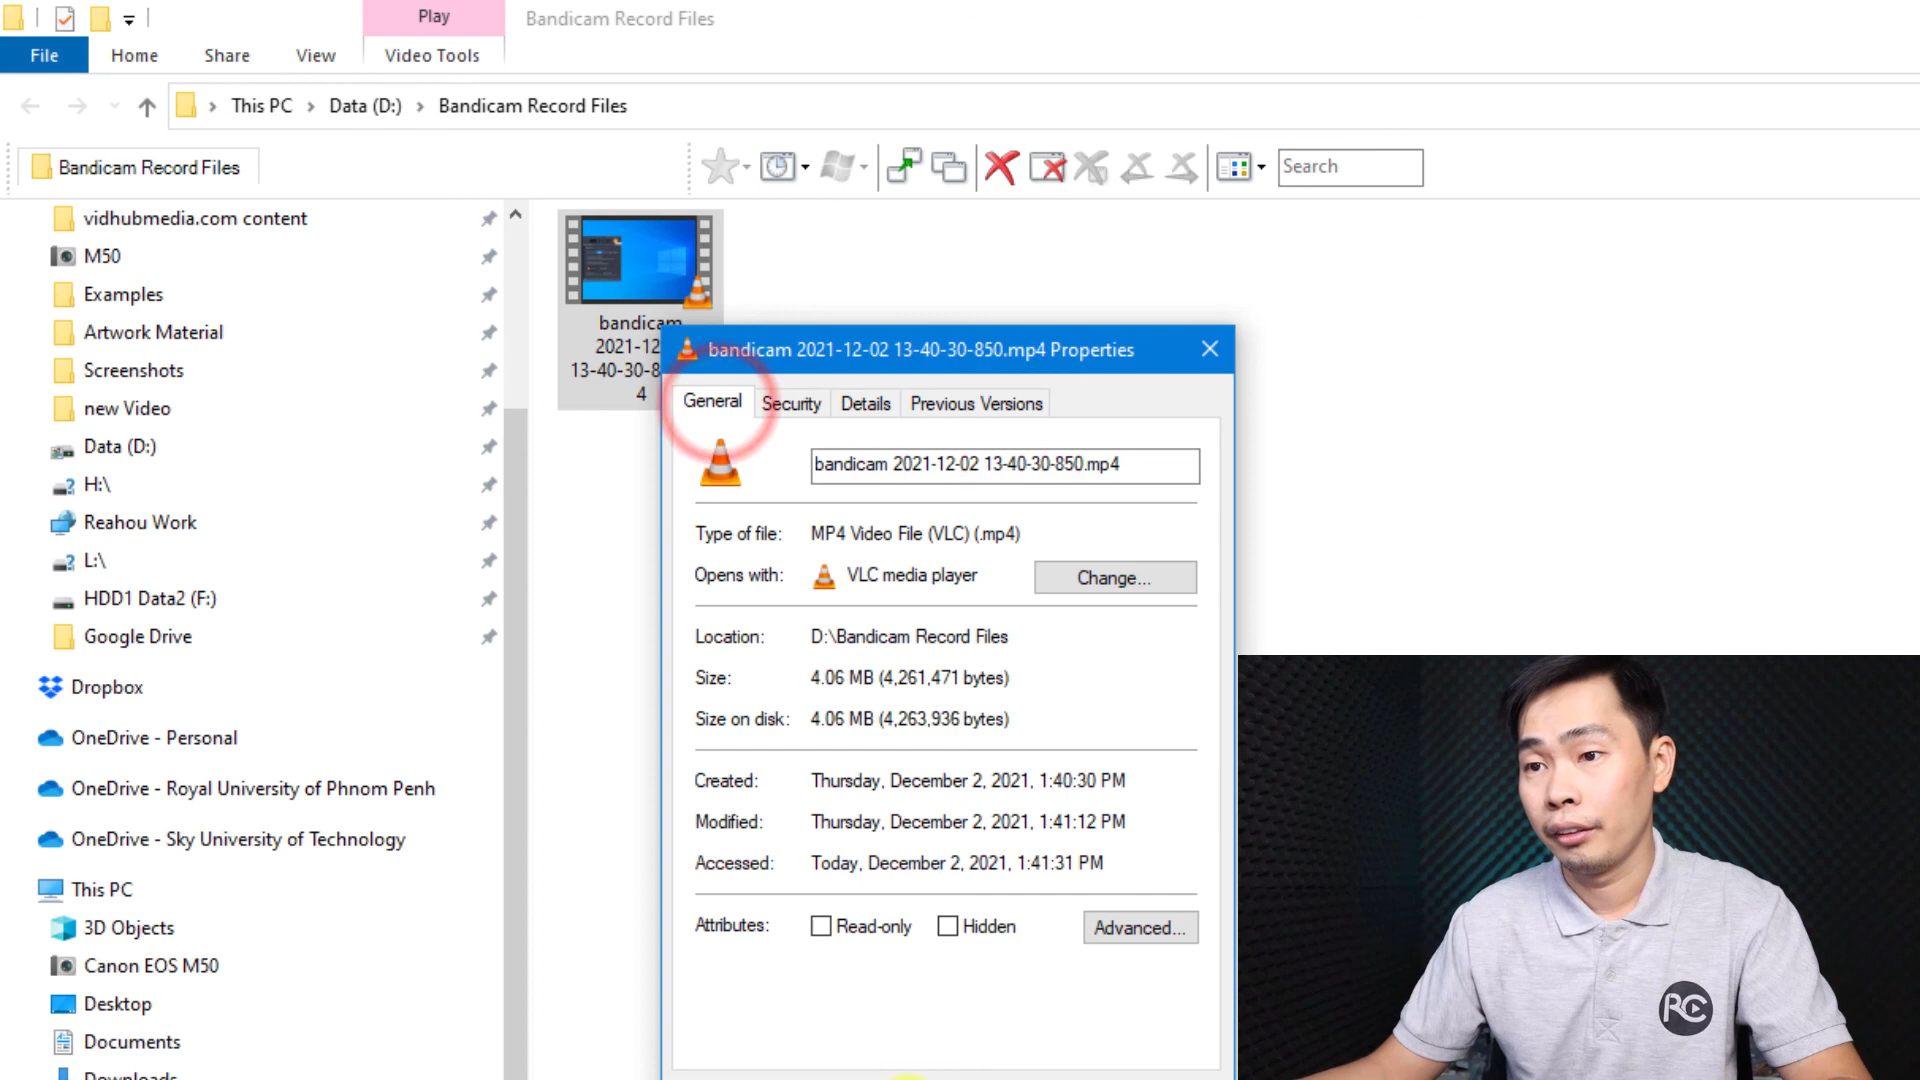 Play
Bandicam Record Files
File
Home
Share
View
Video Tools
This PC
Data (D:)
Bandicam Record Files
Bandicam Record Files
Search
vidhubmedia.com content
M50
Examples
Artwork Material
Screenshots
new Video
Data (D:)
H:\
Reahou Work
L:\
HDD1 Data2 (F:)
Google Drive
Dropbox
OneDrive - Personal
OneDrive - Royal University of Phnom Penh
OneDrive - Sky University of Technology
This PC
3D Objects
Canon EOS M50
Desktop
Documents
Downloads
bandicam
2021-12
13-40-30-8
4
bandicam 2021-12-02 13-40-30-850.mp4 Properties
General
Security
Details
Previous Versions
bandicam 2021-12-02 13-40-30-850.mp4
Type of file: MP4 Video File (VLC) (.mp4)
Opens with: VLC media player
Change...
Location: D:\Bandicam Record Files
Size: 4.06 MB (4,261,471 bytes)
Size on disk: 4.06 MB (4,263,936 bytes)
Created: Thursday, December 2, 2021, 1:40:30 PM
Modified: Thursday, December 2, 2021, 1:41:12 PM
Accessed: Today, December 2, 2021, 1:41:31 PM
Attributes: Read-only Hidden
Advanced...
RC